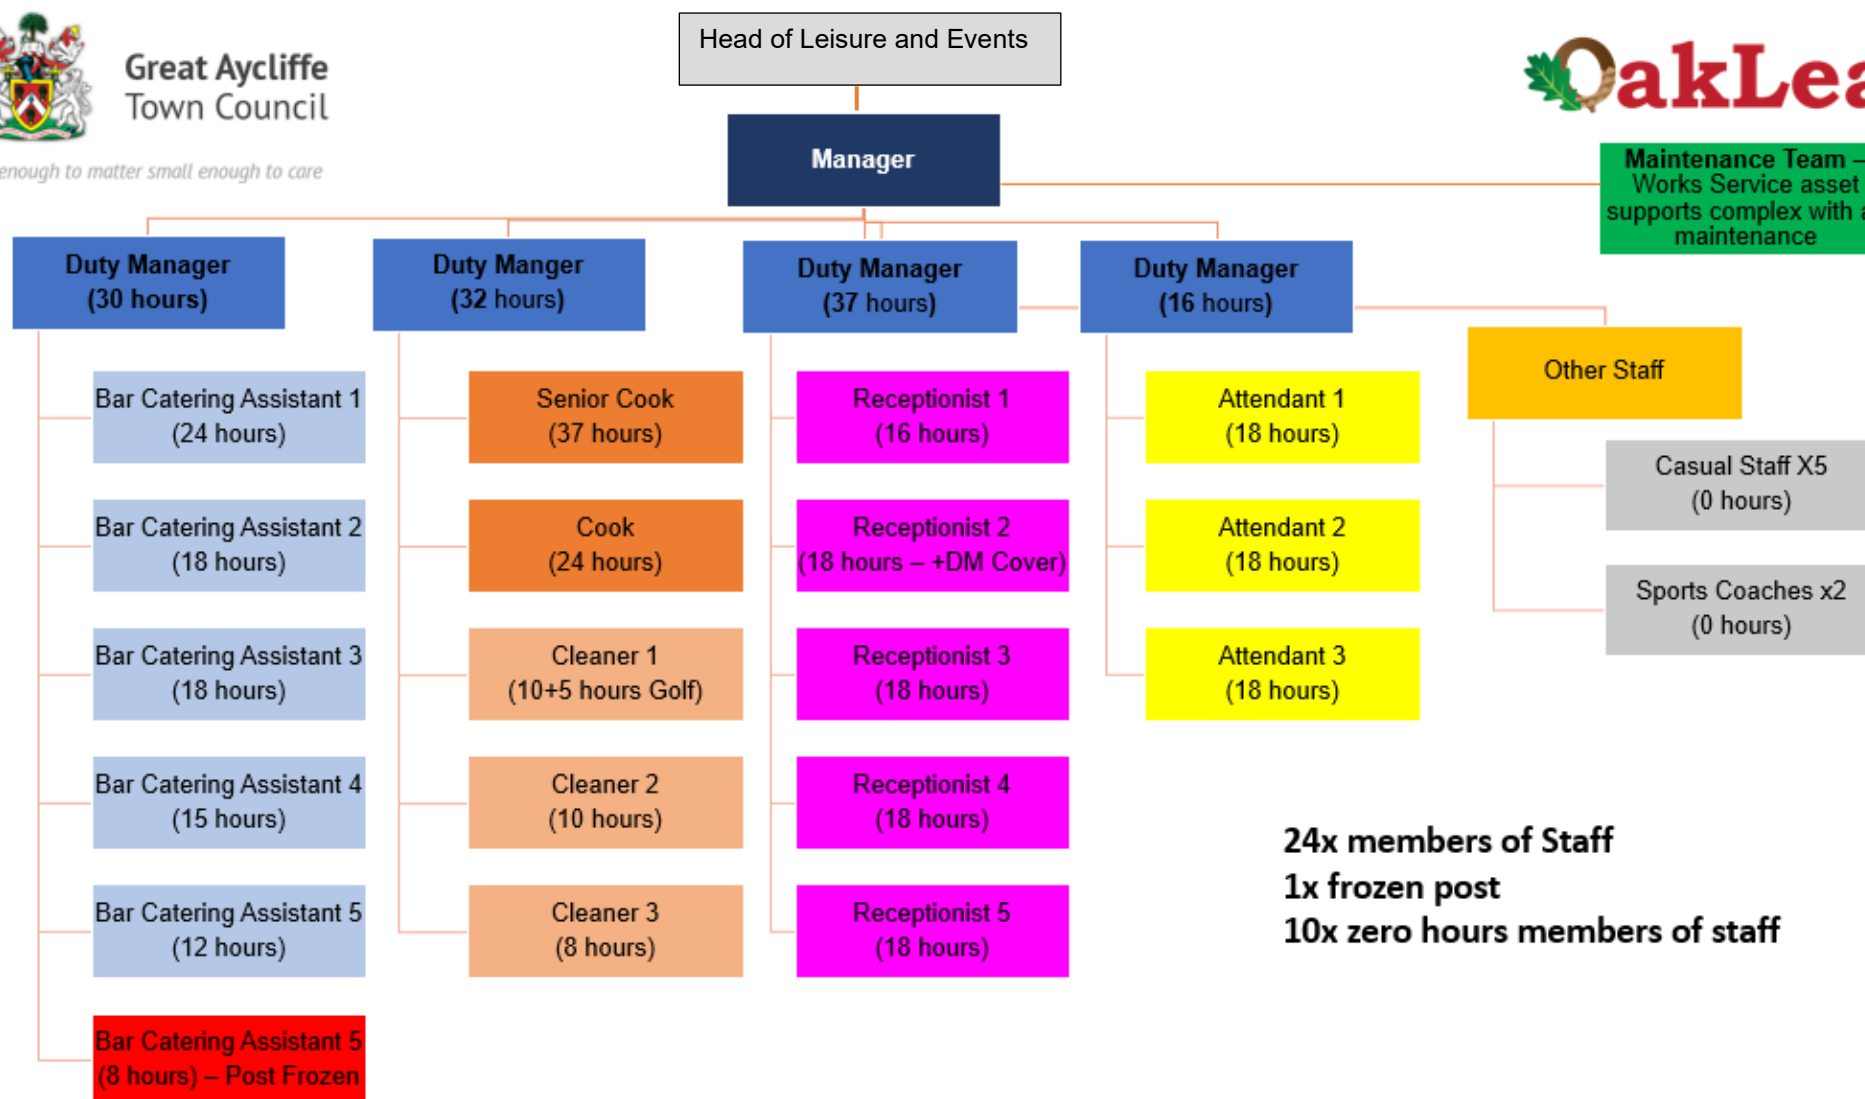 Great Aycliffe
Town Council
enough to matter small enough to care
Head of Leisure and Events
OakLea
Manager
Maintenance Team –
Works Service asset
supports complex with a
maintenance
Duty Manager
(30 hours)
Duty Manger
(32 hours)
Duty Manager
(37 hours)
Duty Manager
(16 hours)
Other Staff
Bar Catering Assistant 1
(24 hours)
Bar Catering Assistant 2
(18 hours)
Bar Catering Assistant 3
(18 hours)
Bar Catering Assistant 4
(15 hours)
Bar Catering Assistant 5
(12 hours)
Bar Catering Assistant 5
(8 hours) – Post Frozen
Senior Cook
(37 hours)
Cook
(24 hours)
Cleaner 1
(10+5 hours Golf)
Cleaner 2
(10 hours)
Cleaner 3
(8 hours)
Receptionist 1
(16 hours)
Receptionist 2
(18 hours – +DM Cover)
Receptionist 3
(18 hours)
Receptionist 4
(18 hours)
Receptionist 5
(18 hours)
Attendant 1
(18 hours)
Attendant 2
(18 hours)
Attendant 3
(18 hours)
Casual Staff X5
(0 hours)
Sports Coaches x2
(0 hours)
24x members of Staff
1x frozen post
10x zero hours members of staff